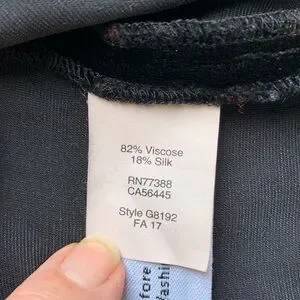 82% Viscose
18% Silk
RN77388
CA56445
Style G8192
FA 17